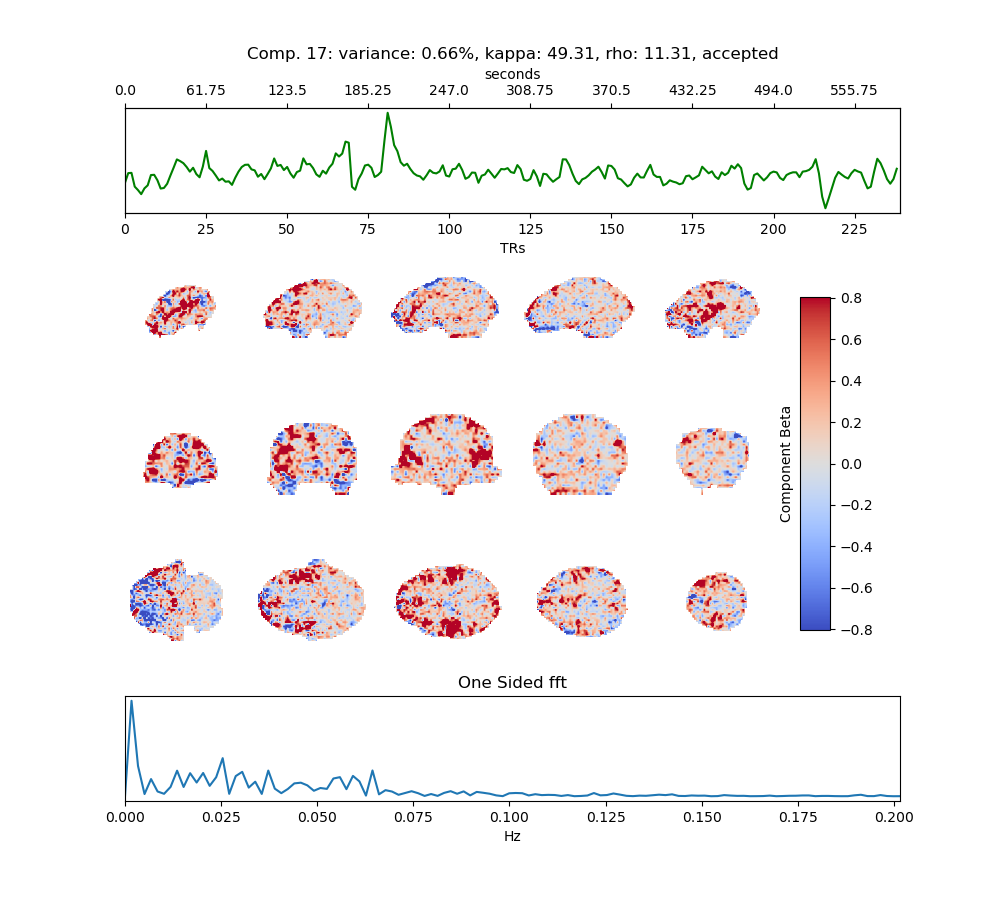 Comp. 17: variance: 0.66%, kappa: 49.31, rho: 11.31, accepted
seconds
0.0 61.75 123.5 185.25 247.0 308.75 370.5 432.25 494.0 555.75
0 25 50 75 100 125 150 175 200 225
TRs
0.8
0.6
0.4
0.2
0.0
−0.2
−0.4
−0.6
−0.8
Component Beta
One Sided fft
0.000 0.025 0.050 0.075 0.100 0.125 0.150 0.175 0.200
Hz